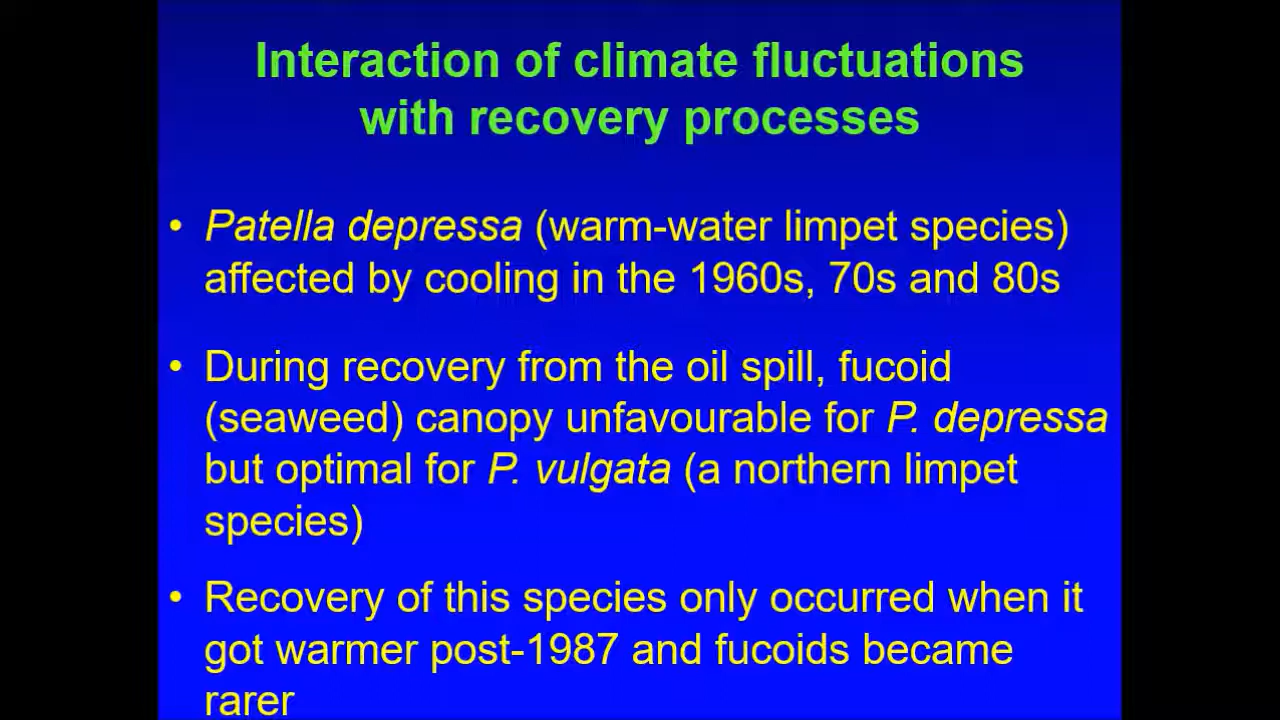 Interaction of climate fluctuations
with recovery processes
• Patella depressa (warm-water limpet species)
affected by cooling in the 1960s, 70s and 80s
• During recovery from the oil spill, fucoid
(seaweed) canopy unfavourable for P. depressa
but optimal for P. vulgata (a northern limpet
species)
• Recovery of this species only occurred when it
got warmer post-1987 and fucoids became
rarer